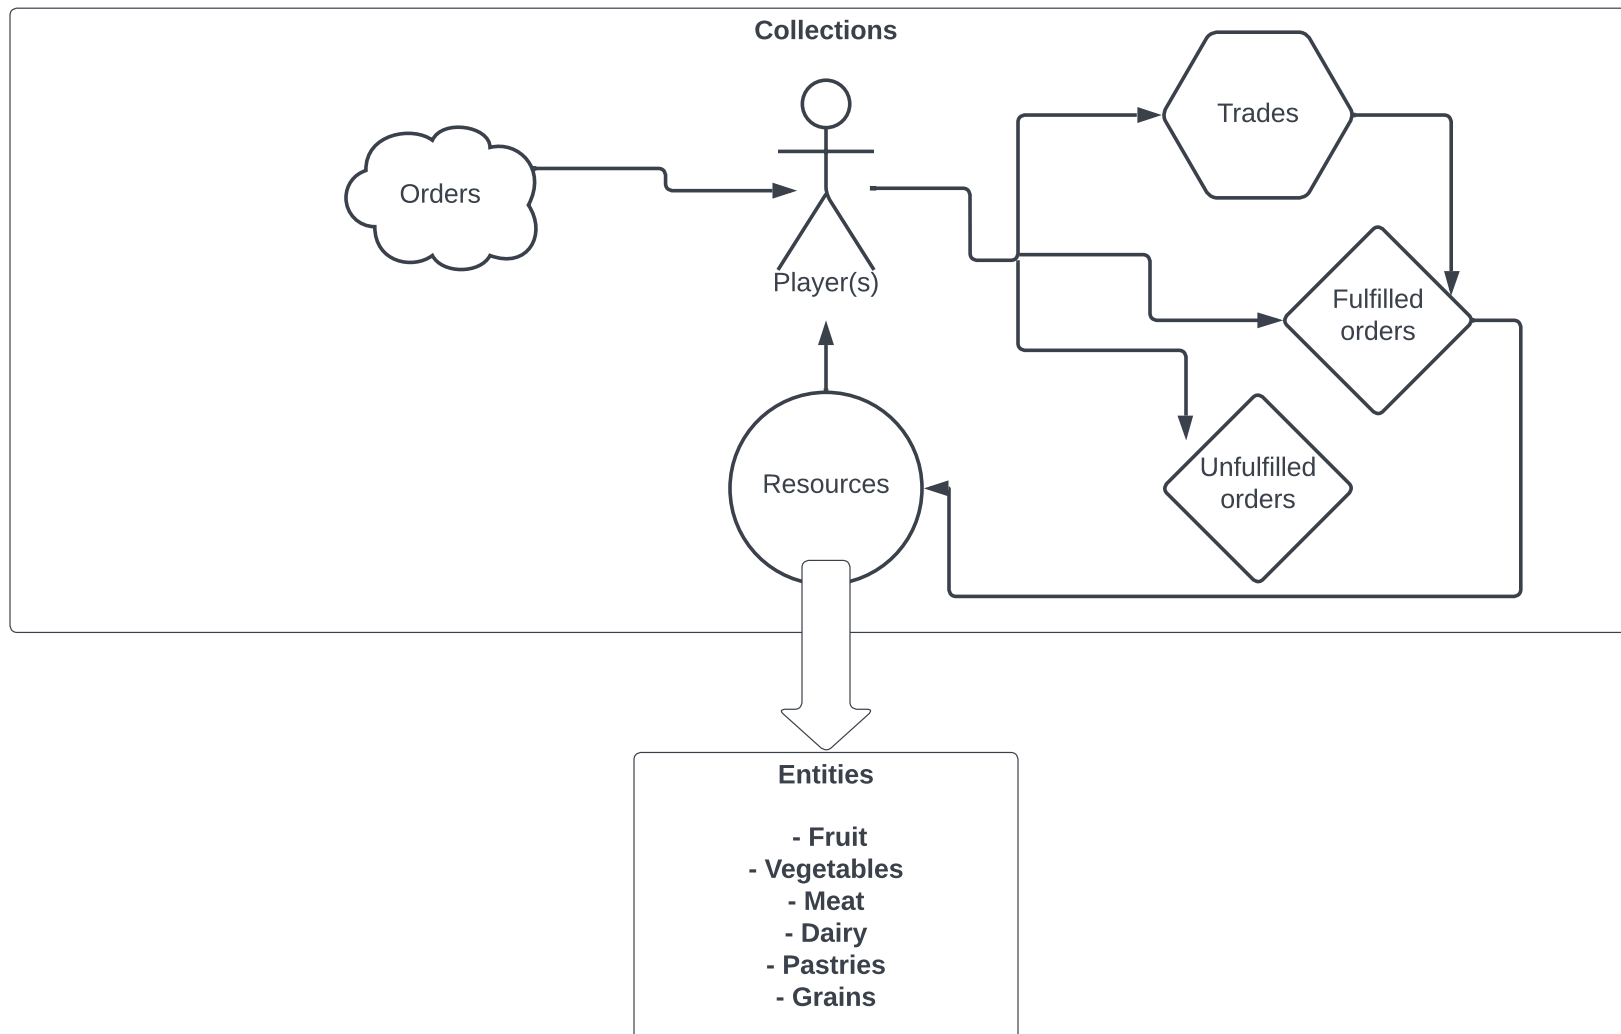 Collections
Trades
Orders
Player(s)
Fulfilled
orders
Unfulfilled
orders
Resources
Entities
- Fruit
- Vegetables
- Meat
- Dairy
- Pastries
- Grains